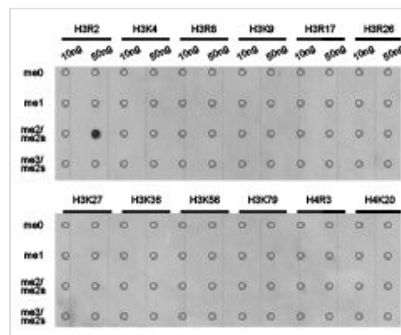 H3R2 H3K4 H3R8 H3K9 H3R17 H3R26
10ng 50ng 10ng 50ng 10ng 50ng 10ng 50ng 10ng 50ng 10ng 50ng
me0
me1
me2/
me2s
me3/
me2a
H3K27 H3K36 H3K56 H3K79 H4R3 H4K20
me0
me1
me2/
me2s
me3/
me2a